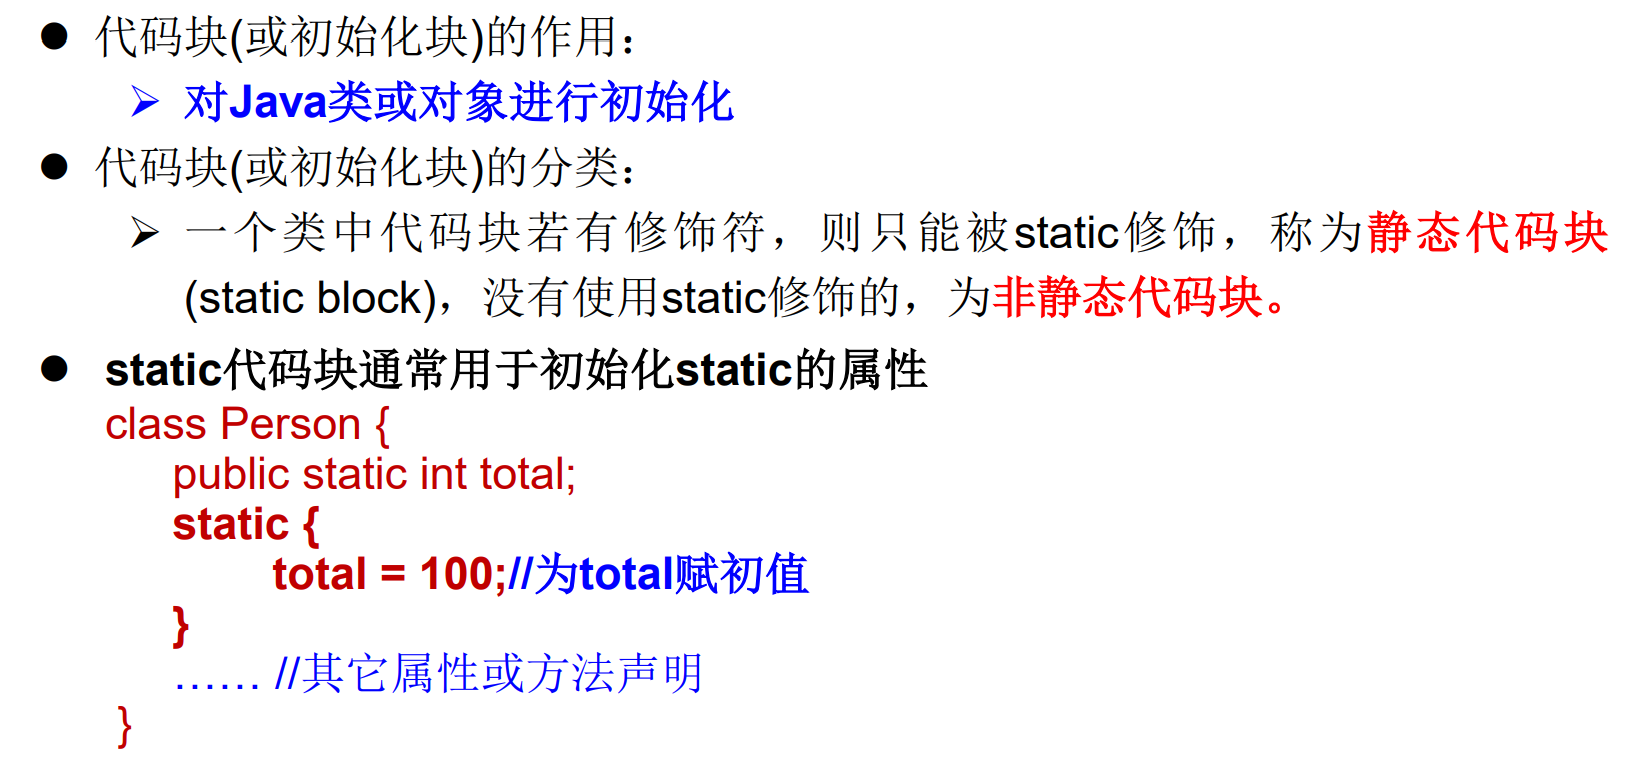 ● 代码块(或初始化块)的作用：
➢ 对Java类或对象进行初始化
● 代码块(或初始化块)的分类：
➢ 一个类中代码块若有修饰符，则只能被static修饰，称为静态代码块
(static block)，没有使用static修饰的，为非静态代码块。
● static代码块通常用于初始化static的属性
class Person {
public static int total;
static {
total = 100;//为total赋初值
}
…… //其它属性或方法声明
}